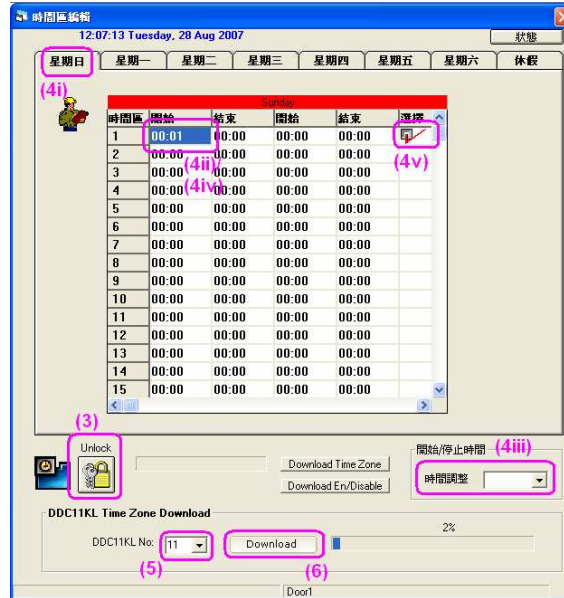 時間區編輯
12:07:13 Tuesday, 28 Aug 2007
狀態
星期日 星期一 星期二 星期三 星期四 星期五 星期六 休假
(4i)
Sunday
時間區 開始 結束 開始 結束 選擇
1 00:01 00:00 00:00 00:00
2 00:00 00:00 00:00 00:00
(4ii)/ (4v)
3 00:00 00:00 00:00 00:00
4 00:00 00:00 00:00 00:00
(4iv)
5 00:00 00:00 00:00 00:00
6 00:00 00:00 00:00 00:00
7 00:00 00:00 00:00 00:00
8 00:00 00:00 00:00 00:00
9 00:00 00:00 00:00 00:00
10 00:00 00:00 00:00 00:00
11 00:00 00:00 00:00 00:00
12 00:00 00:00 00:00 00:00
13 00:00 00:00 00:00 00:00
14 00:00 00:00 00:00 00:00
15 00:00 00:00 00:00 00:00
(3)
Unlock
開始/停止時間 (4iii)
Download Time Zone
時間調整
Download En/Disable
DDC11KL Time Zone Download
2%
DDC11KL No: 11 Download
(5) (6)
Door1